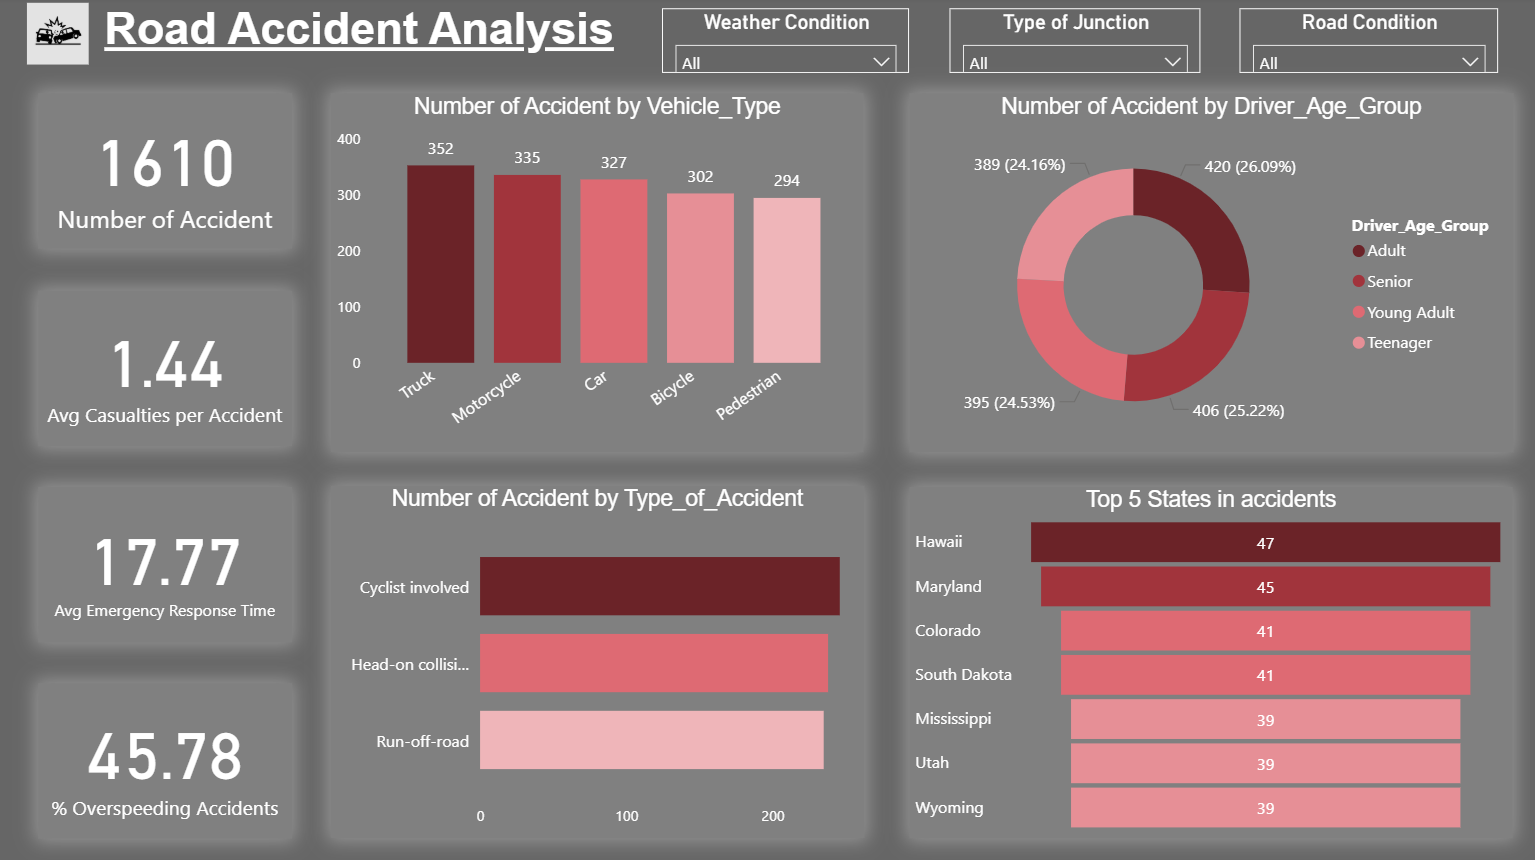 Road Accident Analysis
Weather Condition
All
Type of Junction
All
Road Condition
All
1610
Number of Accident
1.44
Avg Casualties per Accident
17.77
Avg Emergency Response Time
45.78
% Overspeeding Accidents
Number of Accident by Vehicle_Type
400
300
200
100
0
352
335
327
302
294
Truck
Motorcycle
Car
Bicycle
Pedestrian
Number of Accident by Driver_Age_Group
389 (24.16%)
420 (26.09%)
395 (24.53%)
406 (25.22%)
Driver_Age_Group
Adult
Senior
Young Adult
Teenager
Number of Accident by Type_of_Accident
Cyclist involved
Head-on collisi...
Run-off-road
0
100
200
Top 5 States in accidents
Hawaii 47
Maryland 45
Colorado 41
South Dakota 41
Mississippi 39
Utah 39
Wyoming 39